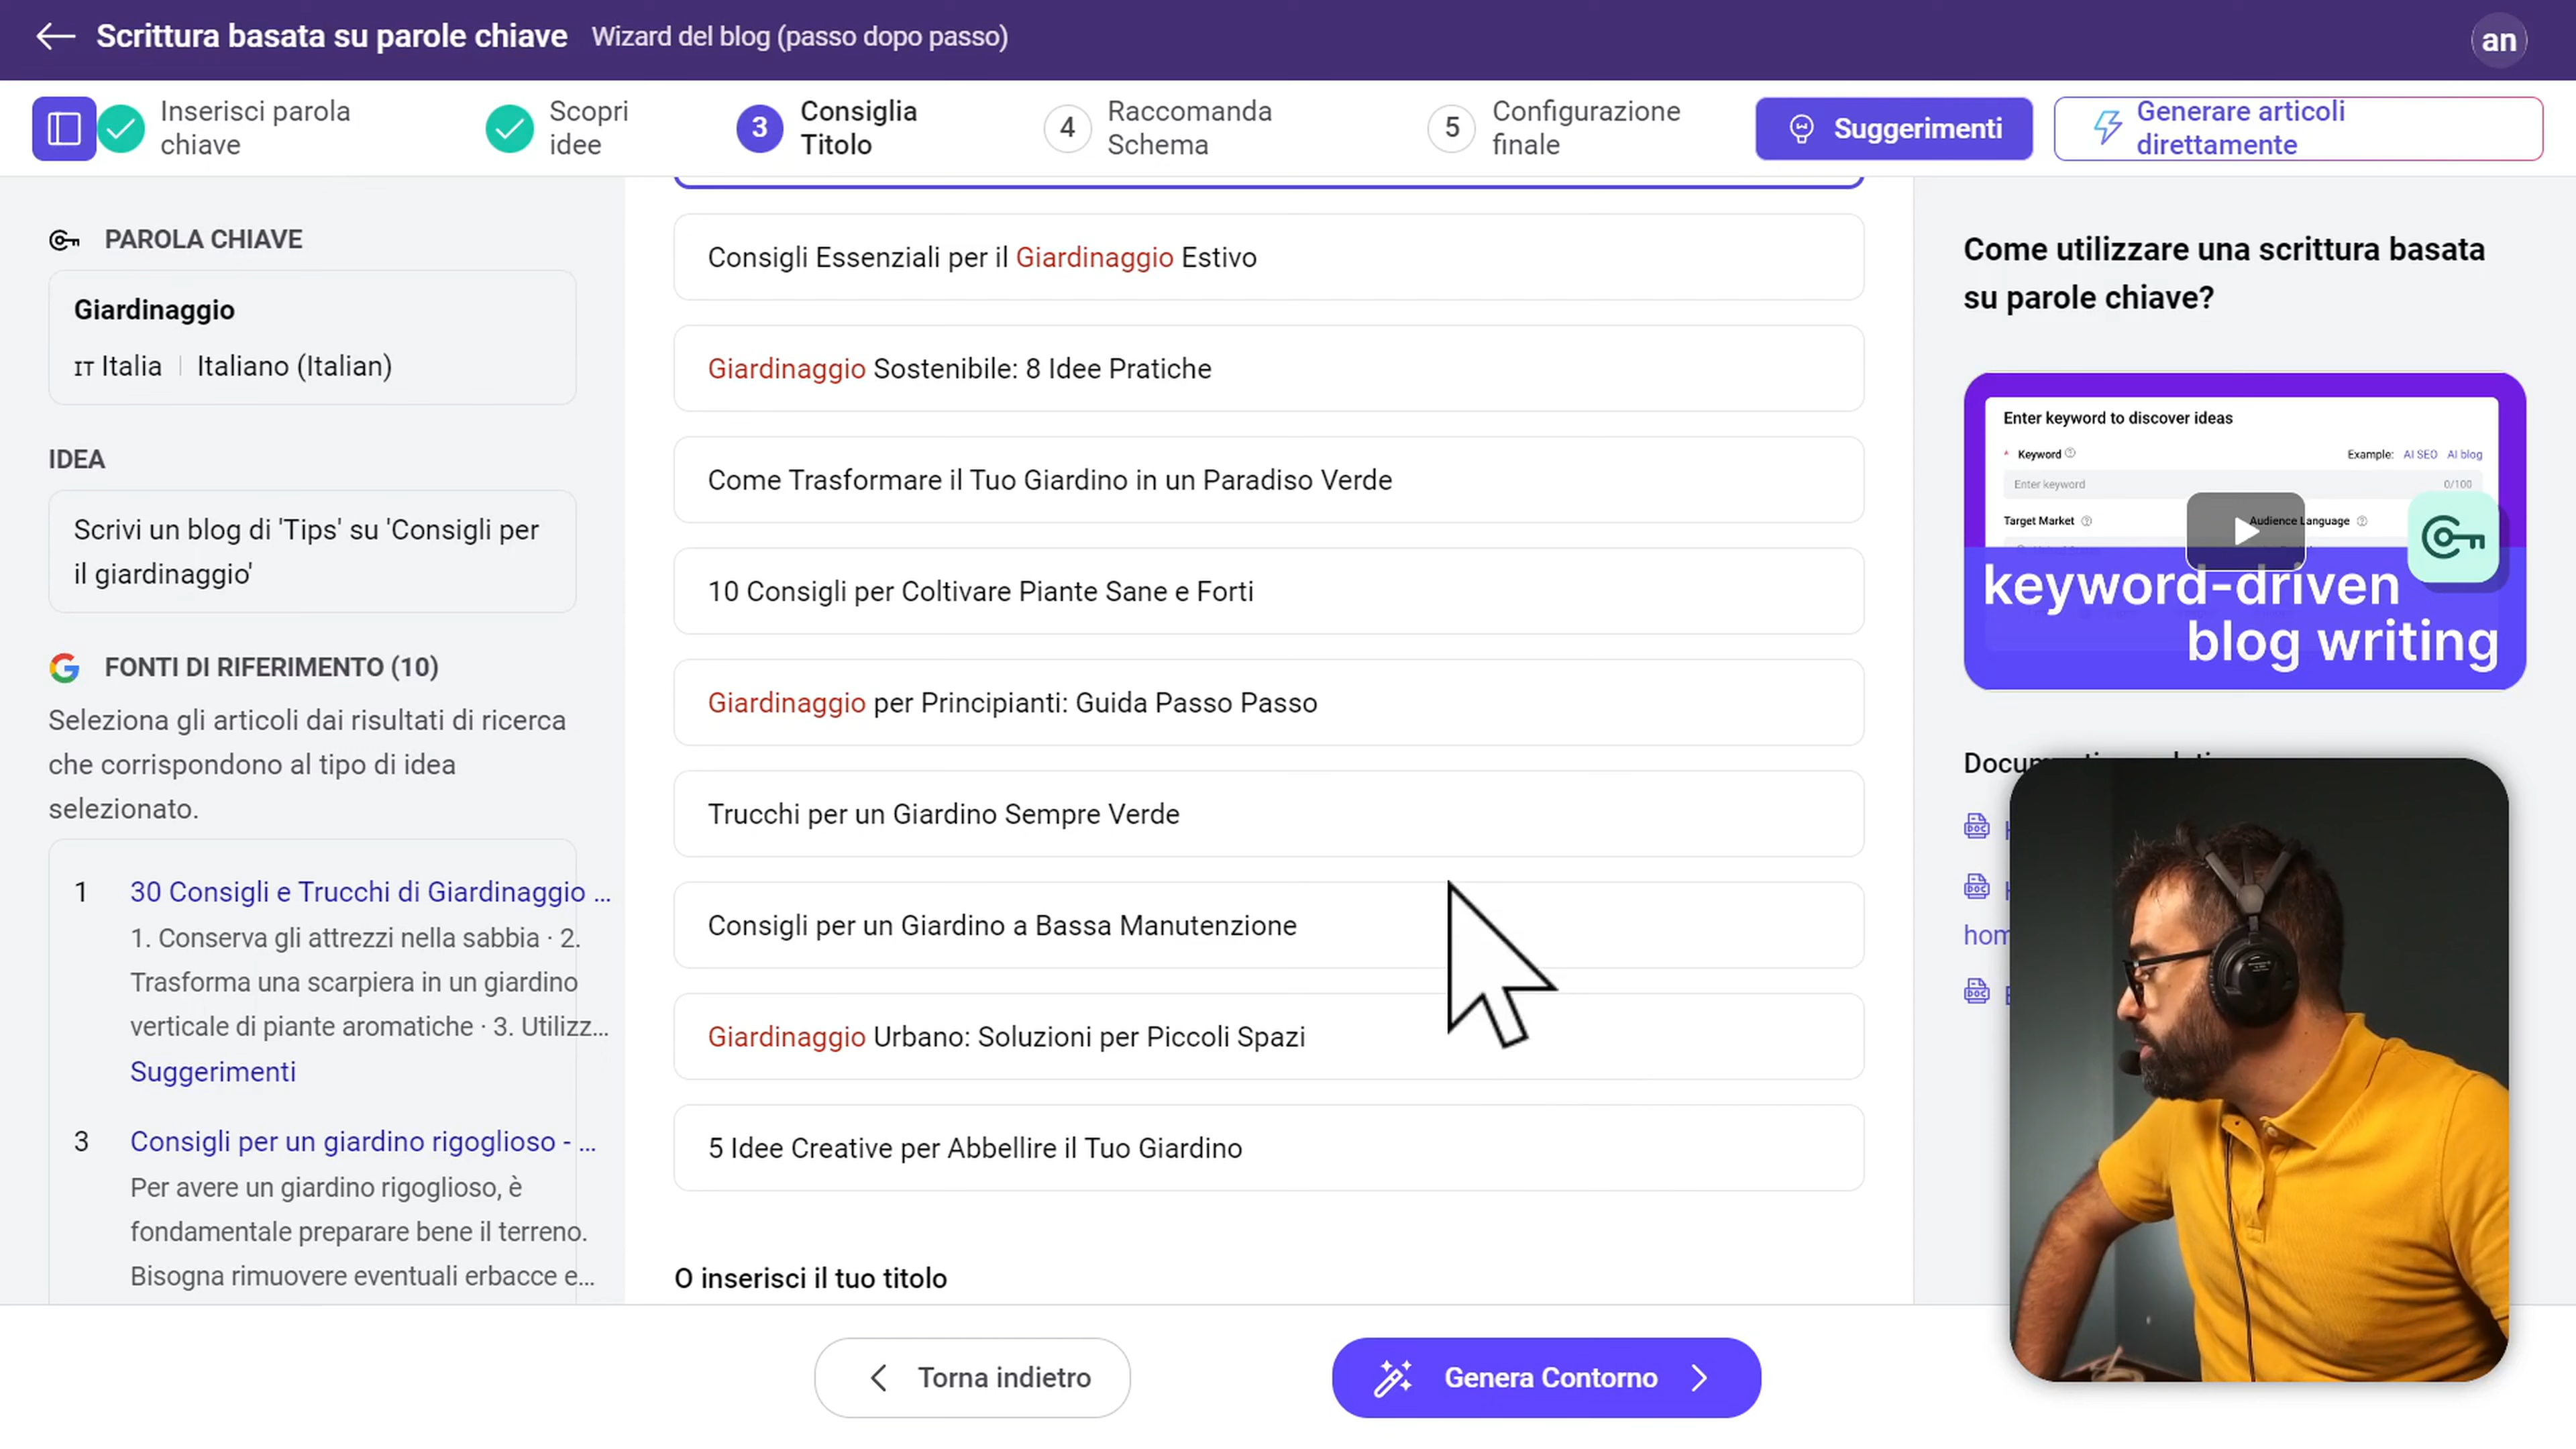 Scrittura basata su parole chiave Wizard del blog (passo dopo passo)
an
Inserisci parola
chiave
Scopri
idee
3 Consiglia
Titolo
4 Raccomanda
Schema
5 Configurazione
finale
Suggerimenti
Generare articoli
direttamente
PAROLA CHIAVE
Giardinaggio
IT Italia | Italiano (Italian)
IDEA
Scrivi un blog di 'Tips' su 'Consigli per
il giardinaggio'
FONTI DI RIFERIMENTO (10)
Seleziona gli articoli dai risultati di ricerca
che corrispondono al tipo di idea
selezionato.
1 30 Consigli e Trucchi di Giardinaggio ...
1. Conserva gli attrezzi nella sabbia · 2.
Trasforma una scarpiera in un giardino
verticale di piante aromatiche · 3. Utilizz...
Suggerimenti
3 Consigli per un giardino rigoglioso - ...
Per avere un giardino rigoglioso, è
fondamentale preparare bene il terreno.
Bisogna rimuovere eventuali erbacce e...
Consigli Essenziali per il Giardinaggio Estivo
Giardinaggio Sostenibile: 8 Idee Pratiche
Come Trasformare il Tuo Giardino in un Paradiso Verde
10 Consigli per Coltivare Piante Sane e Forti
Giardinaggio per Principianti: Guida Passo Passo
Trucchi per un Giardino Sempre Verde
Consigli per un Giardino a Bassa Manutenzione
Giardinaggio Urbano: Soluzioni per Piccoli Spazi
5 Idee Creative per Abbellire il Tuo Giardino
O inserisci il tuo titolo
Torna indietro
Genera Contorno
Come utilizzare una scrittura basata
su parole chiave?
Enter keyword to discover ideas
* Keyword Example: AI SEO AI blog
Enter keyword 0/100
Target Market Audience Language
keyword-driven
blog writing